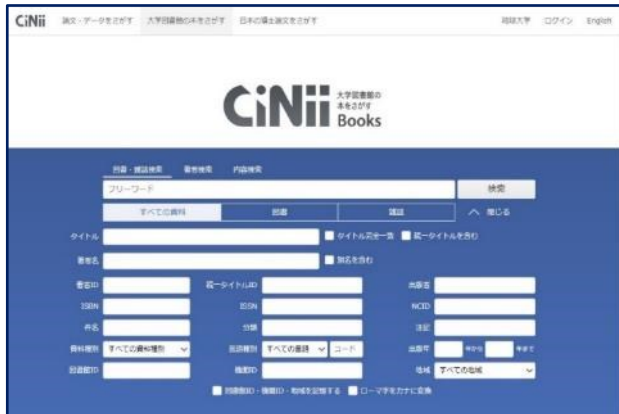 CiNii 論文・データをさがす 大学図書館の本をさがす 日本の博士論文をさがす 琉球大学 ログイン English
CiNii 大学図書館の
本をさがす
Books
図書・雑誌検索 著者検索 内容検索
フリーワード 検索
すべての資料 図書 雑誌 閉じる
タイトル タイトル完全一致 統一タイトルを含む
著者名 別名を含む
著者ID 統一タイトルID 出版者
ISBN ISSN NCID
件名 分類 注記
資料種別 すべての資料種別 言語種別 すべての言語 コード 出版年 年から 年まで
図書館ID 機関ID 地域 すべての地域
図書館ID・機関ID・地域を記憶する ローマ字をカナに変換